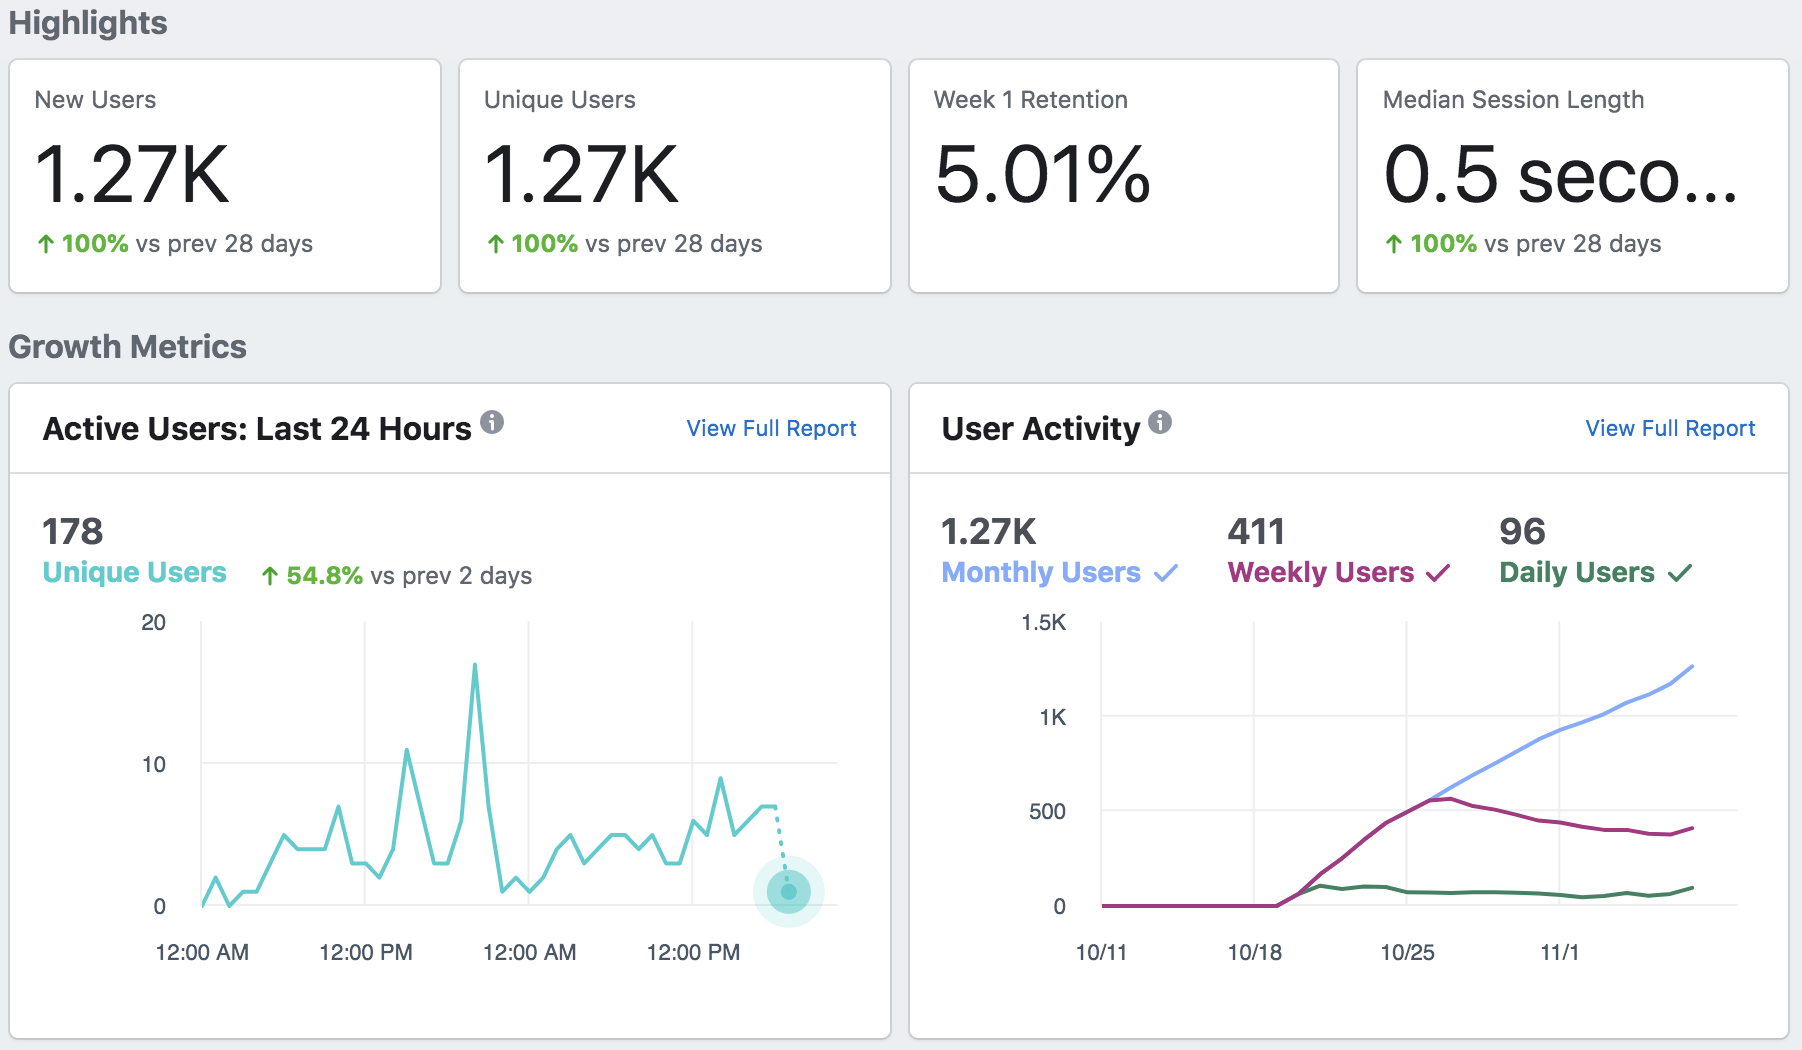 Highlights
New Users
1.27K
↑ 100% vs prev 28 days
Unique Users
1.27K
↑ 100% vs prev 28 days
Week 1 Retention
5.01%
Median Session Length
0.5 seco...
↑ 100% vs prev 28 days
Growth Metrics
Active Users: Last 24 Hours
View Full Report
178
Unique Users ↑ 54.8% vs prev 2 days
20
10
0
12:00 AM 12:00 PM 12:00 AM 12:00 PM
User Activity
View Full Report
1.27K 411 96
Monthly Users ✓ Weekly Users ✓ Daily Users ✓
1.5K
1K
500
0
10/11 10/18 10/25 11/1